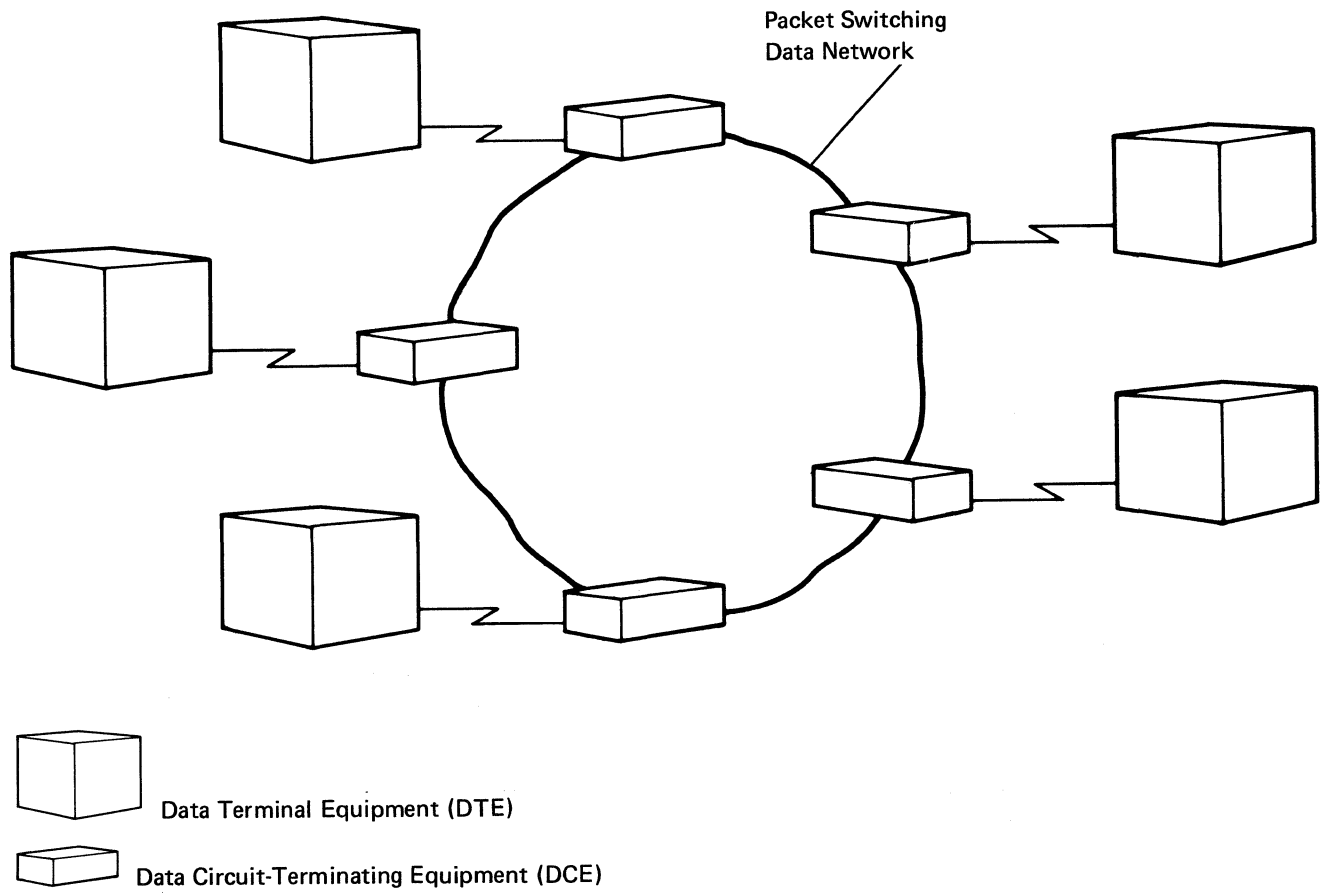 Packet Switching
Data Network
Data Terminal Equipment (DTE)
Data Circuit-Terminating Equipment (DCE)